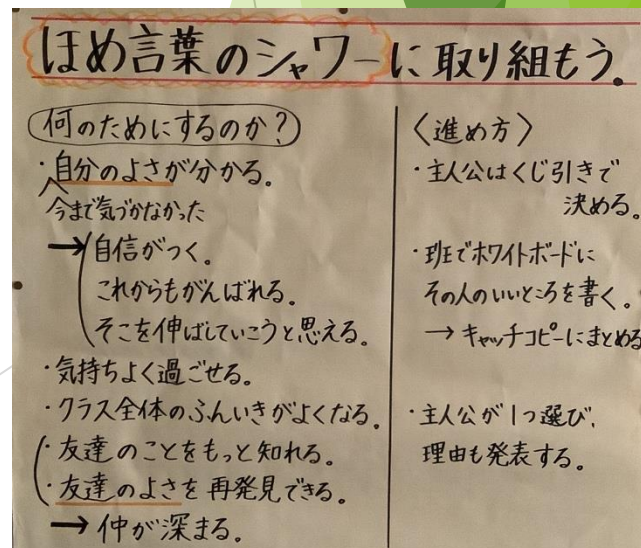 ほめ言葉のシャワーに取り組もう。
何のためにするのか?
・自分のよさが分かる。
今まで気づかなかった
→自信がつく。
これからもがんばれる。
そこを伸ばしていこうと思える。
・気持ちよく過ごせる。
・クラス全体のふんいきがよくなる。
・友達のことをもっと知れる。
・友達のよさを再発見できる。
→仲が深まる。
〈進め方〉
・主人公はくじ引きで
決める。
・班でホワイトボードに
その人のいいところを書く。
→キャッチコピーにまとめる
・主人公が1つ選び、
理由も発表する。